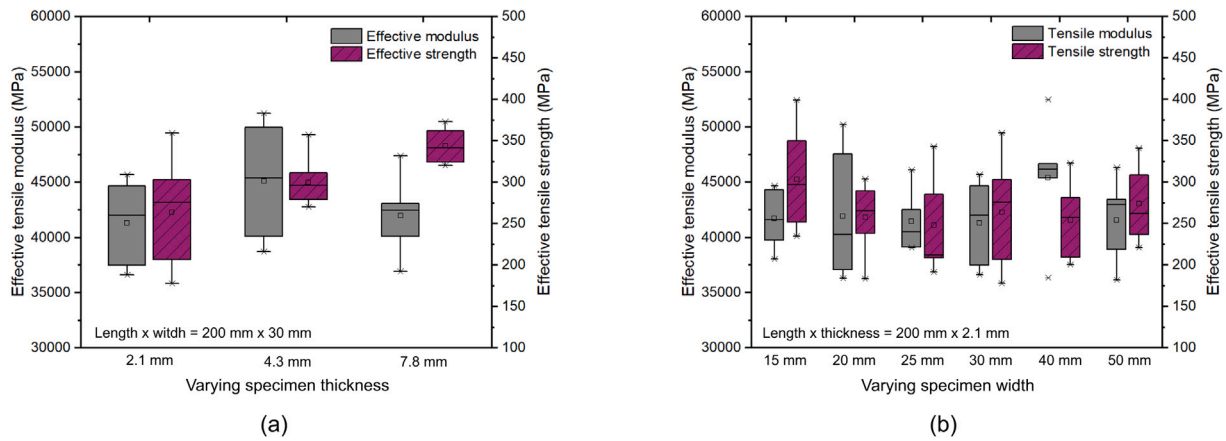 60000
55000
50000
45000
40000
35000
30000
Effective tensile modulus (MPa)
500
450
400
350
300
250
200
150
100
Effective tensile strength (MPa)
Effective modulus
Effective strength
Length x witdh = 200 mm x 30 mm
2.1 mm 4.3 mm 7.8 mm
Varying specimen thickness
(a)
60000
55000
50000
45000
40000
35000
30000
Effective tensile modulus (MPa)
500
450
400
350
300
250
200
150
100
Effective tensile strength (MPa)
Tensile modulus
Tensile strength
Length x thickness = 200 mm x 2.1 mm
15 mm 20 mm 25 mm 30 mm 40 mm 50 mm
Varying specimen width
(b)